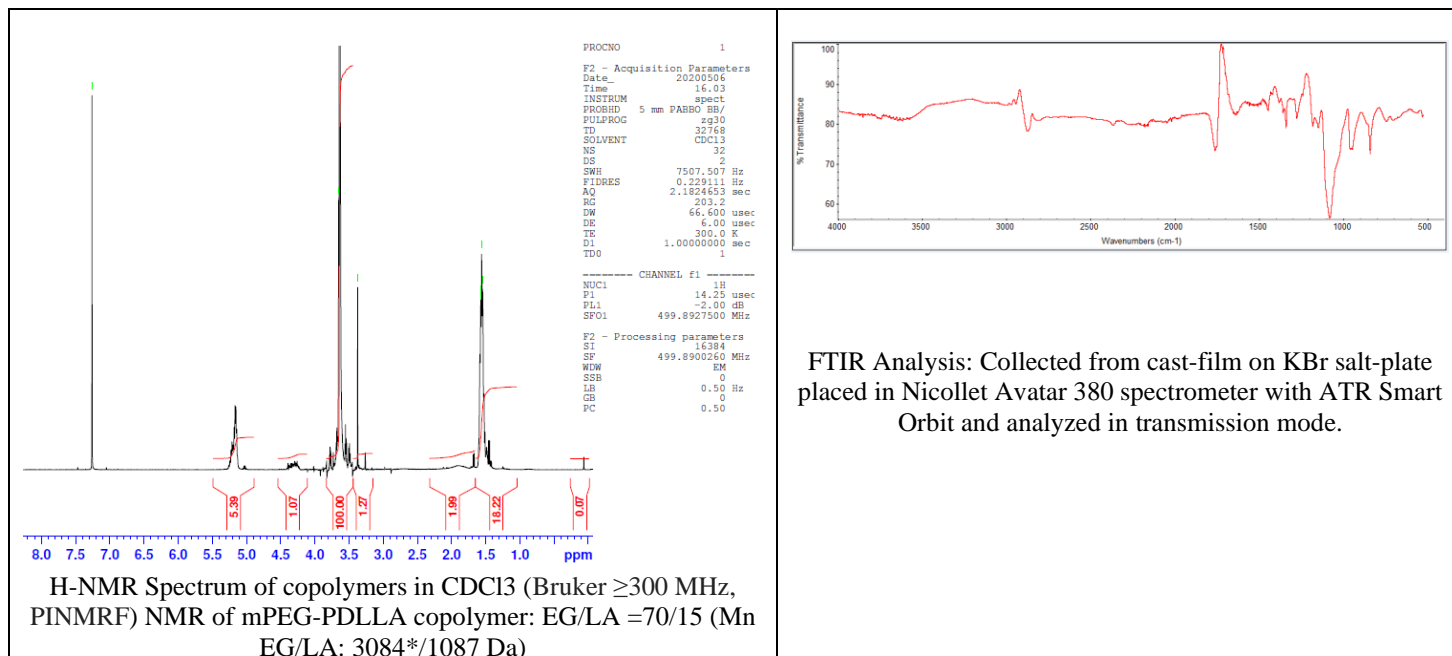 PROCNO 1
F2 - Acquisition Parameters
Date_ 20200506
Time 16.03
INSTRUM spect
PROBHD 5 mm PABBO BB/
PULPROG zg30
TD 32768
SOLVENT CDCl3
NS 32
DS 2
SWH 7507.507 Hz
FIDRES 0.229111 Hz
AQ 2.1824653 sec
RG 203.2
DW 66.600 usec
DE 6.00 usec
TE 300.0 K
D1 1.00000000 sec
TD0 1
======== CHANNEL f1 ========
NUC1 1H
P1 14.25 usec
PL1 -2.00 dB
SFO1 499.8927500 MHz
F2 - Processing parameters
SI 16384
SF 499.8900260 MHz
WDW EM
SSB 0
LB 0.50 Hz
GB 0
PC 0.50
5.39 1.07 100.00 1.27 1.99 18.22 0.07
8.0 7.5 7.0 6.5 6.0 5.5 5.0 4.5 4.0 3.5 3.0 2.5 2.0 1.5 1.0 ppm
H-NMR Spectrum of copolymers in CDCl3 (Bruker ≥300 MHz,
PINMRF) NMR of mPEG-PDLLA copolymer: EG/LA =70/15 (Mn
EG/LA: 3084*/1087 Da)
100
90
80
70
60
%Transmittance
4000 3500 3000 2500 2000 1500 1000 500
Wavenumbers (cm-1)
FTIR Analysis: Collected from cast-film on KBr salt-plate
placed in Nicollet Avatar 380 spectrometer with ATR Smart
Orbit and analyzed in transmission mode.